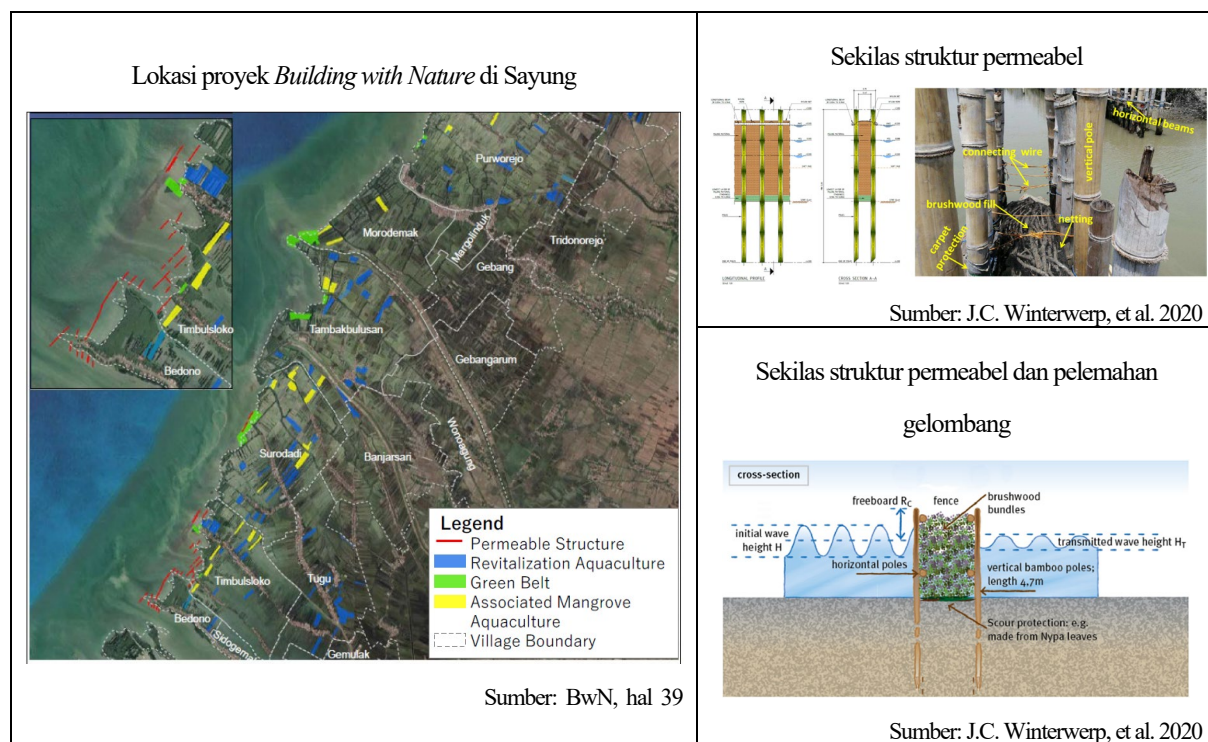 Lokasi proyek Building with Nature di Sayung
Timbulsloko
Bedono
Purworejo
Morodemak
Margolinduk
Tridonorejo
Gebang
Tambakbulusan
Gebangarum
Wonoagung
Surodadi
Banjarsari
Timbulsloko
Tugu
Bedono
Gemulak
Legend
Permeable Structure
Revitalization Aquaculture
Green Belt
Associated Mangrove
Aquaculture
Village Boundary
Sumber: BwN, hal 39
Sekilas struktur permeabel
LONGITUDINAL PROFILE
CROSS SECTION A-A
horizontal beams
connecting wire
vertical pole
brushwood fill
netting
carpet
protection
Sumber: J.C. Winterwerp, et al. 2020
Sekilas struktur permeabel dan pelemahan
gelombang
cross-section
freeboard RC
fence
brushwood
bundles
initial wave
height H
transmitted wave height HT
horizontal poles
vertical bamboo poles;
length 4,7m
Scour protection: e.g.
made from Nypa leaves
Sumber: J.C. Winterwerp, et al. 2020